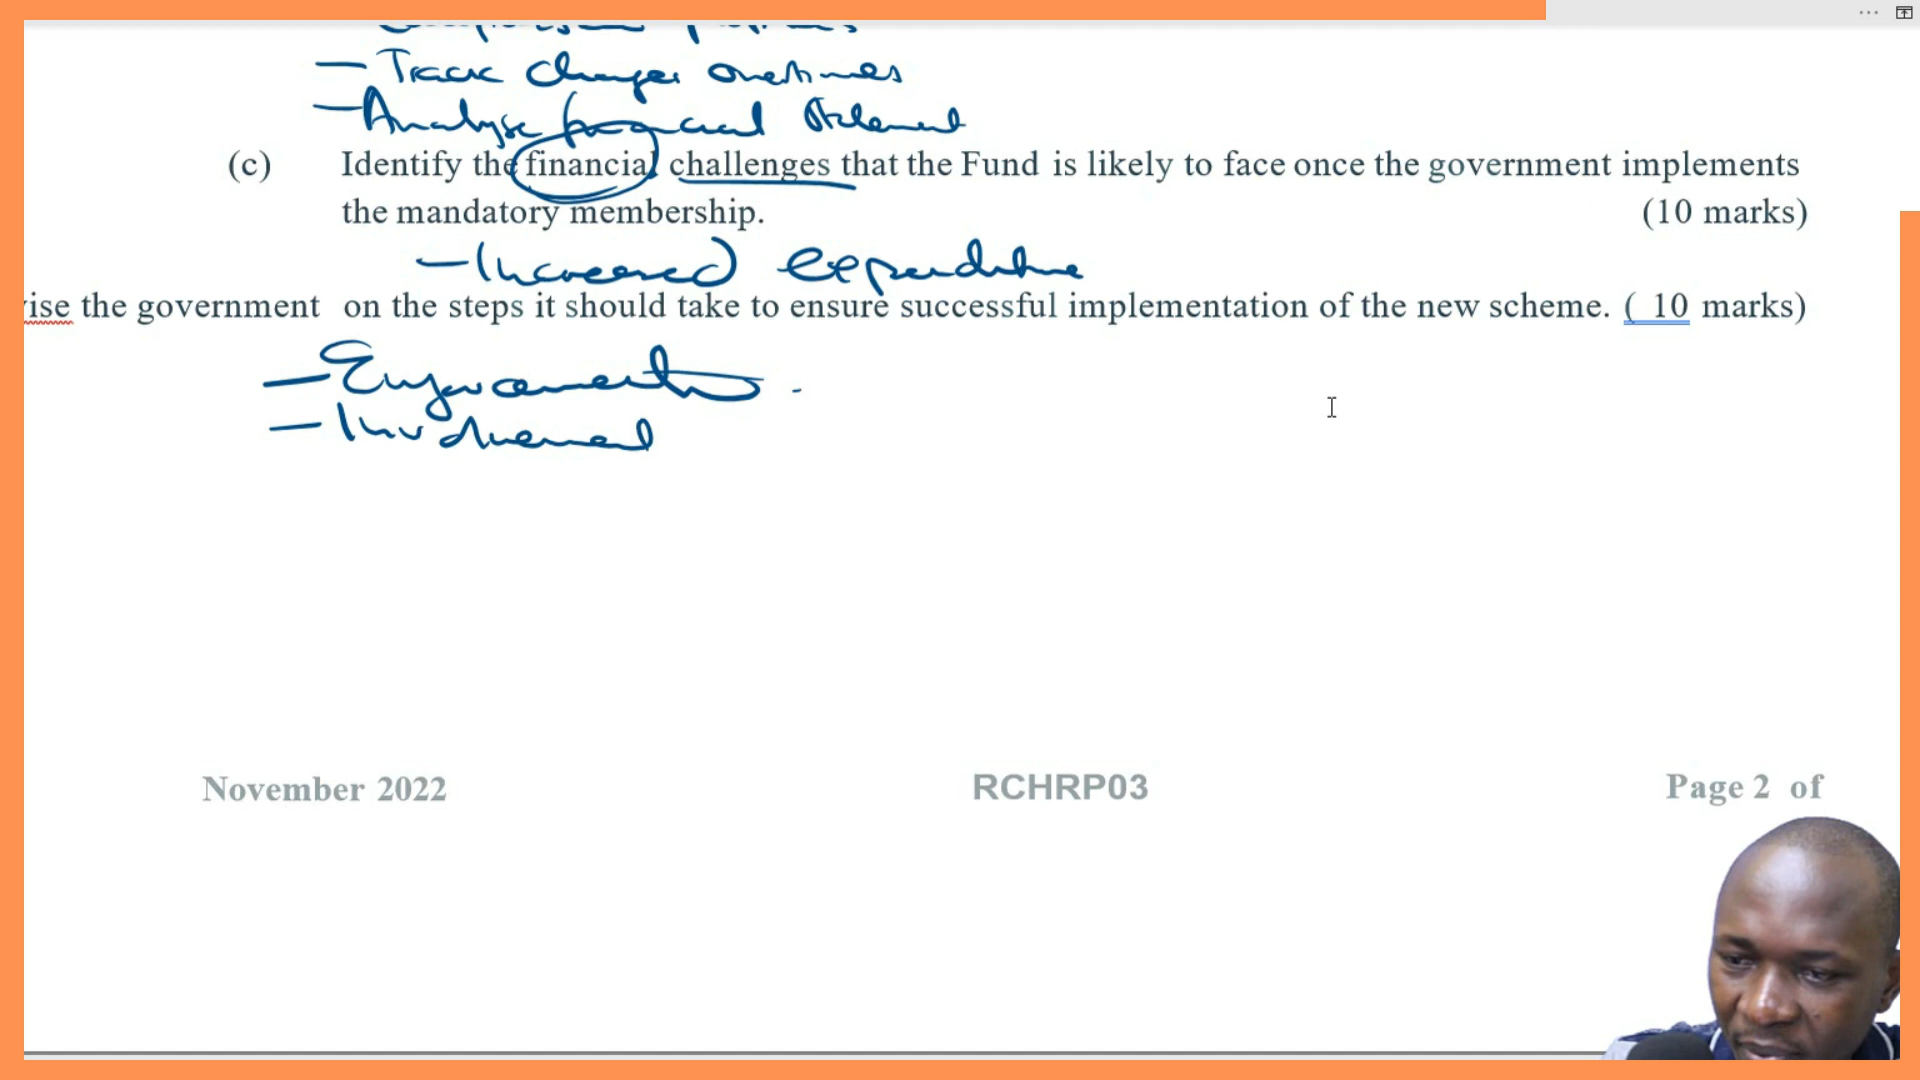 - Track changes overtimes
- Analyse financial statement
(c) Identify the financial challenges that the Fund is likely to face once the government implements
the mandatory membership. (10 marks)
- Increased expenditure
ise the government on the steps it should take to ensure successful implementation of the new scheme. ( 10 marks)
- Involvement
November 2022 RCHRP03 Page 2 of